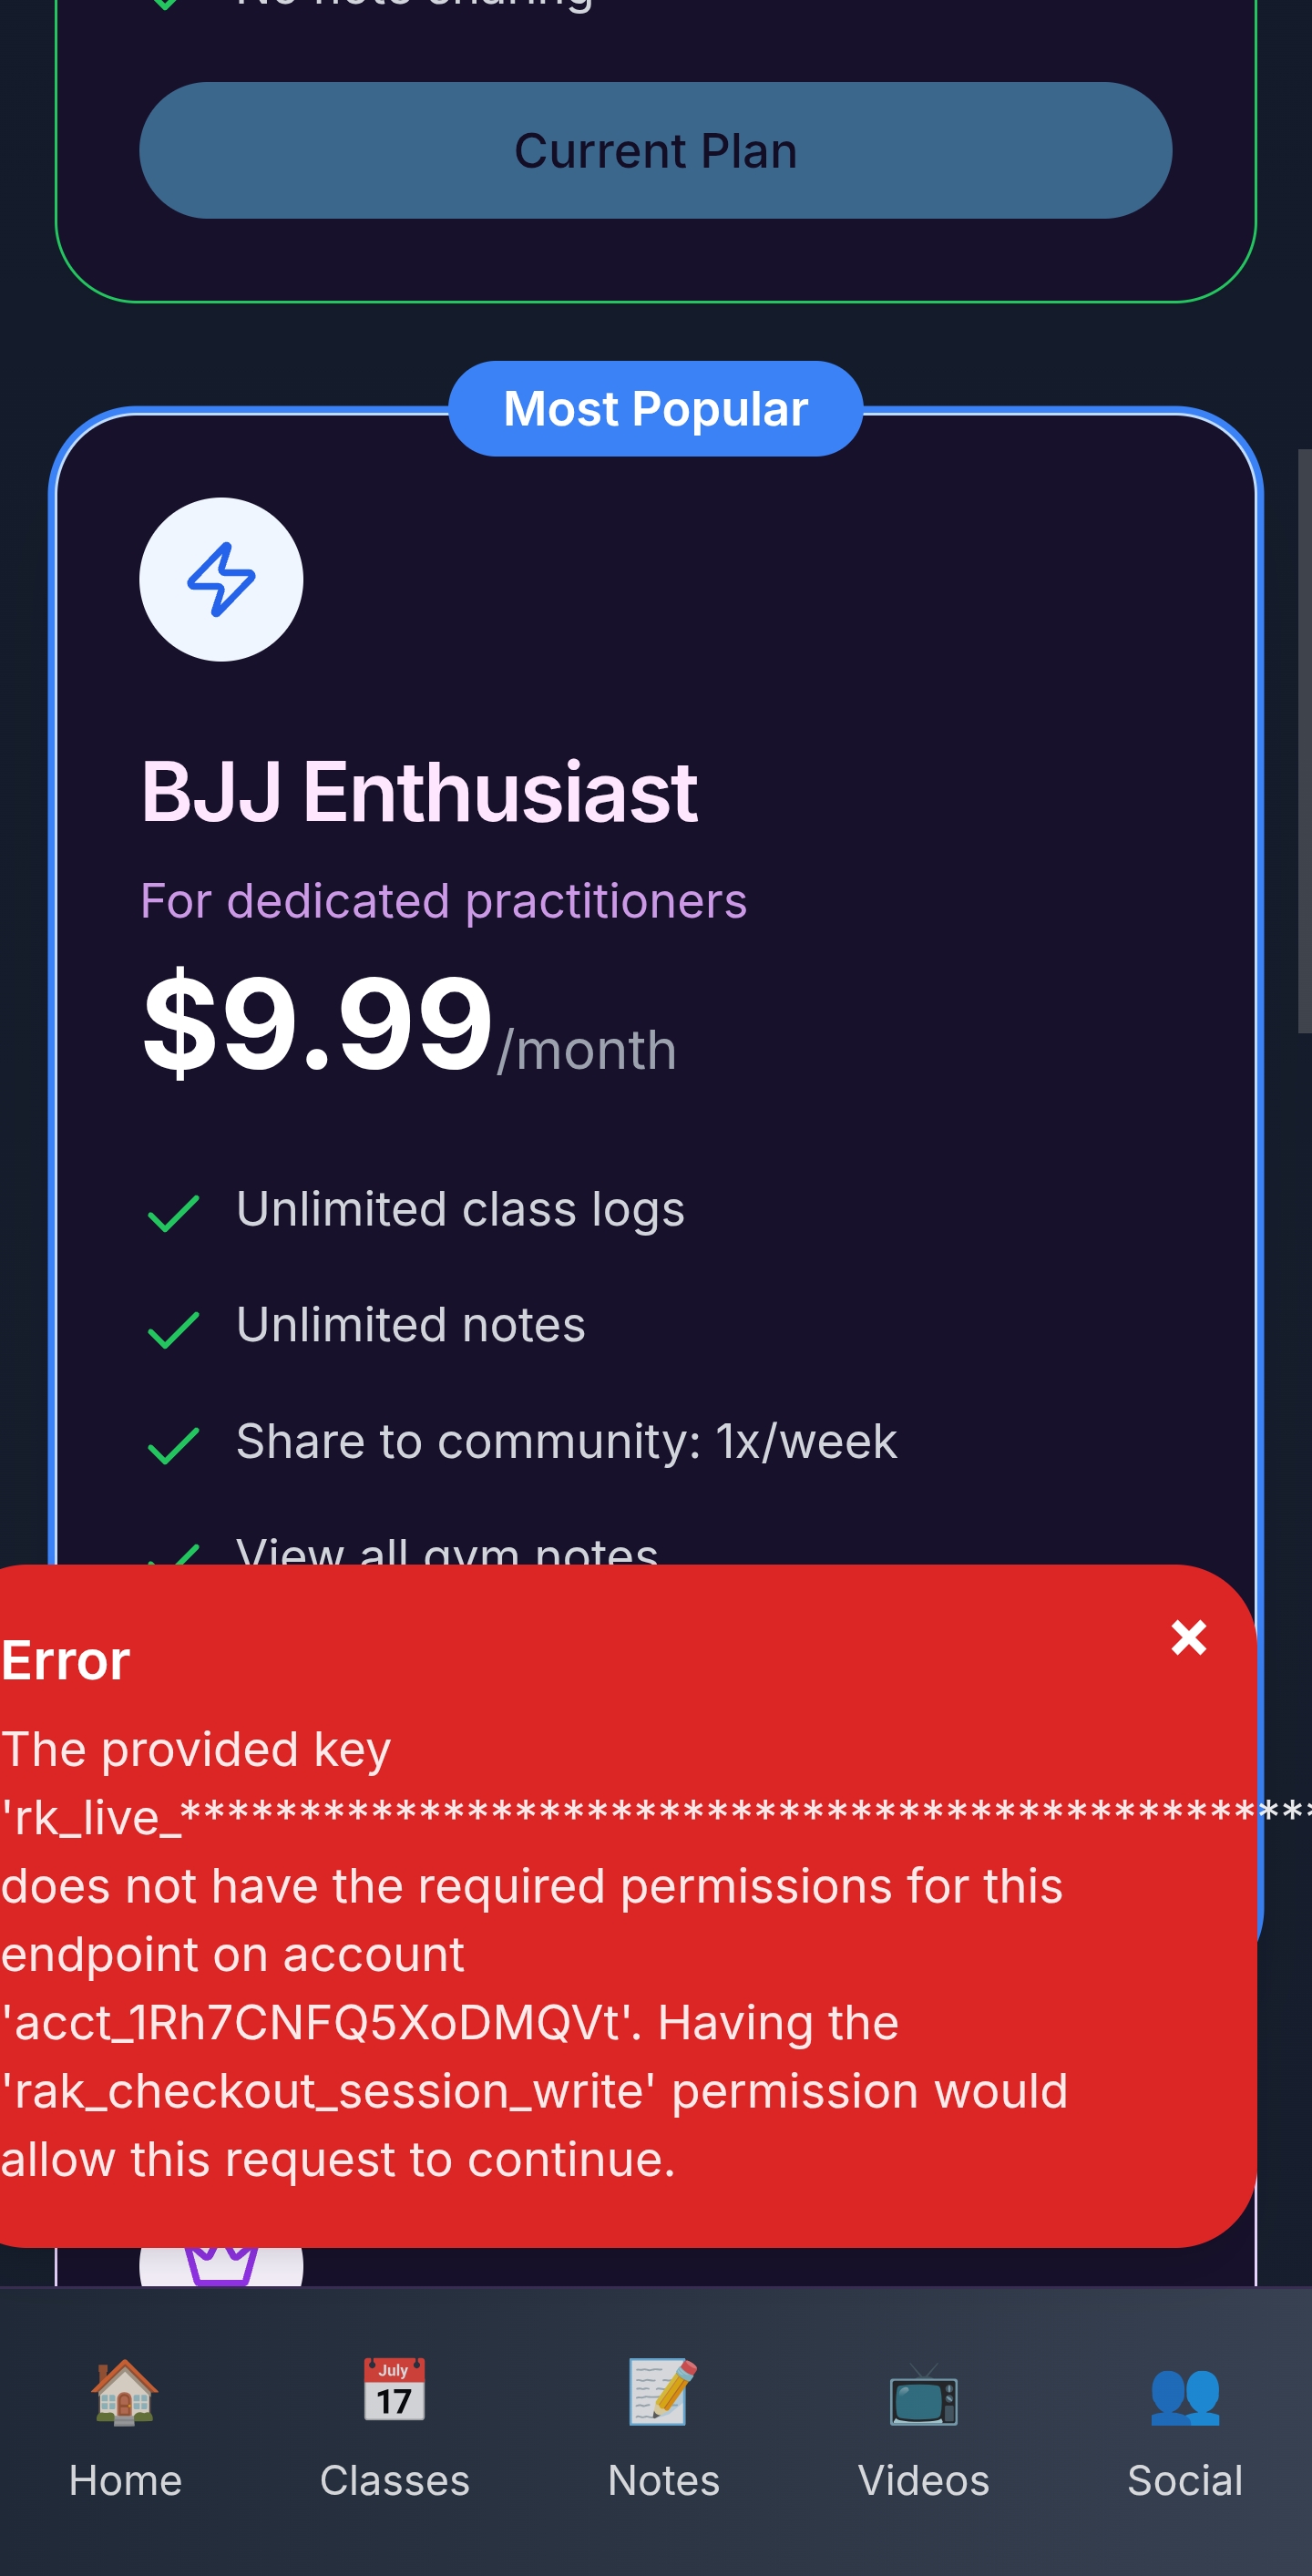 No note sharing
Current Plan
Most Popular
BJJ Enthusiast
For dedicated practitioners
$9.99/month
Unlimited class logs
Unlimited notes
Share to community: 1x/week
View all gym notes
Error
The provided key
'rk_live_***********************************************
does not have the required permissions for this
endpoint on account
'acct_1Rh7CNFQ5XoDMQVt'. Having the
'rak_checkout_session_write' permission would
allow this request to continue.
July
17
Home
Classes
Notes
Videos
Social